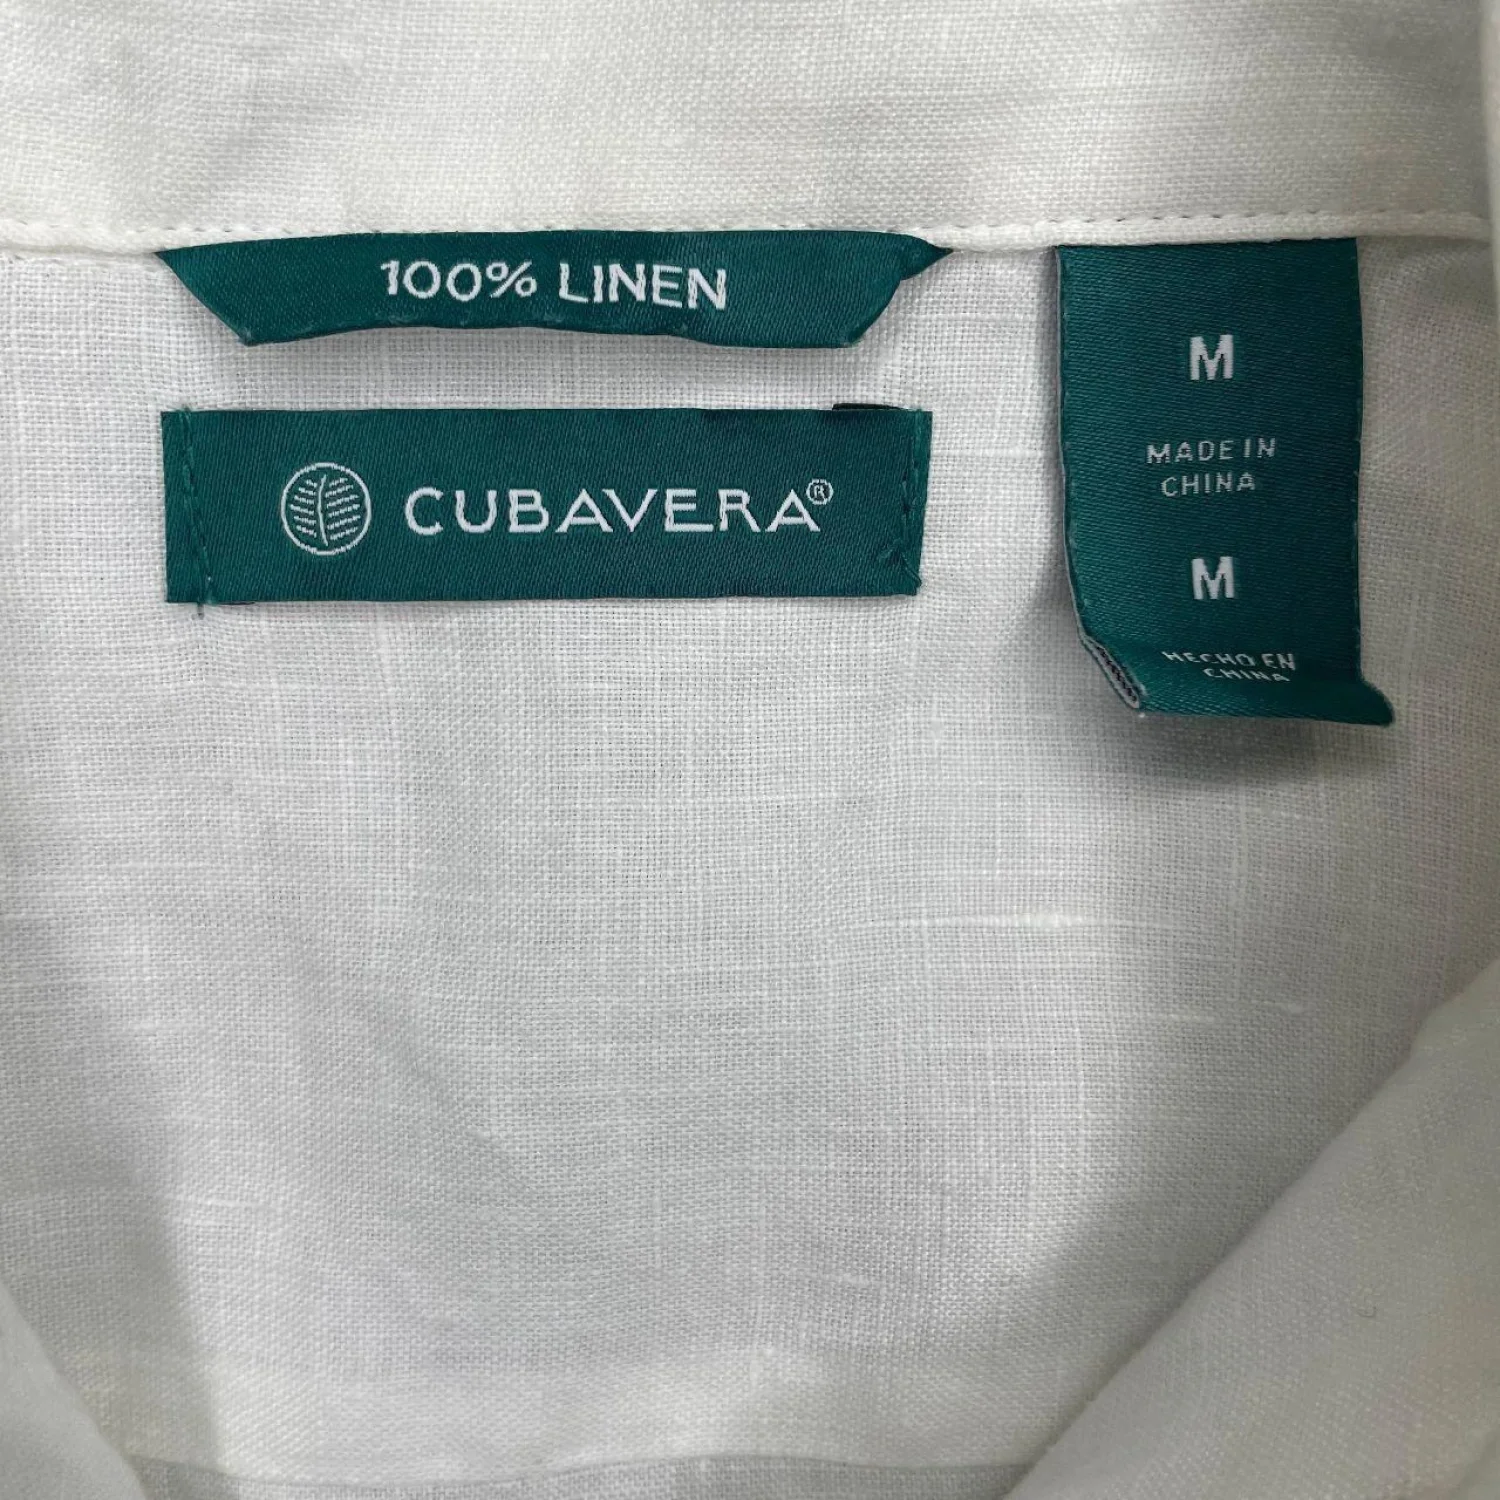 100% LINEN
CUBAVERA®
M
MADE IN
CHINA
M
HECHO EN
CHINA